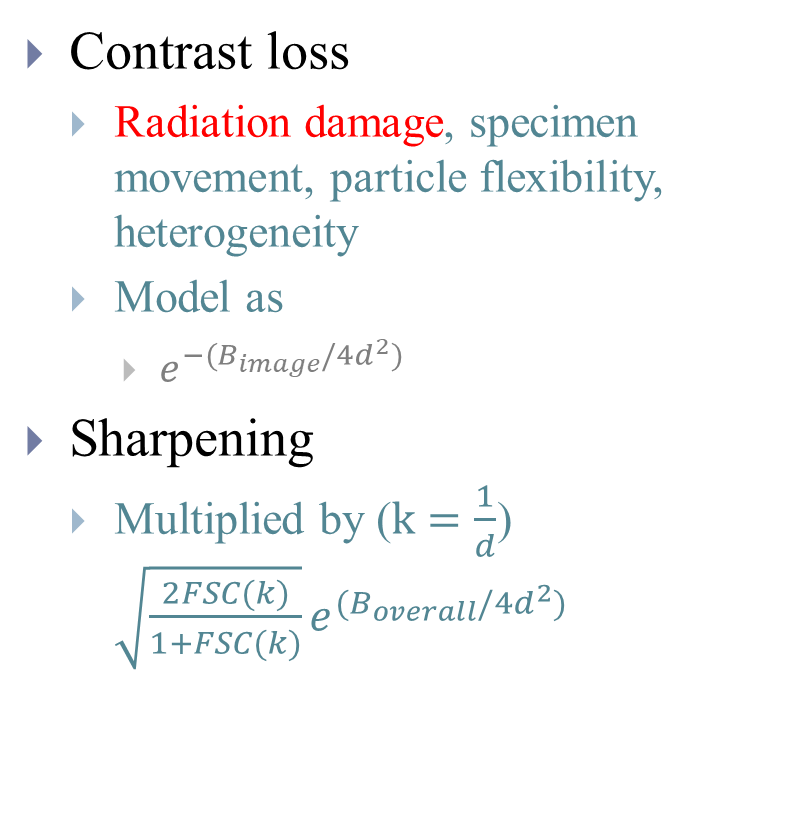 Contrast loss
Radiation damage, specimen
movement, particle flexibility,
heterogeneity
Model as
e^{-(B_{image}/4d^2)}
Sharpening
Multiplied by (k = \frac{1}{d})
\sqrt{\frac{2FSC(k)}{1+FSC(k)}} e^{(B_{overall}/4d^2)}